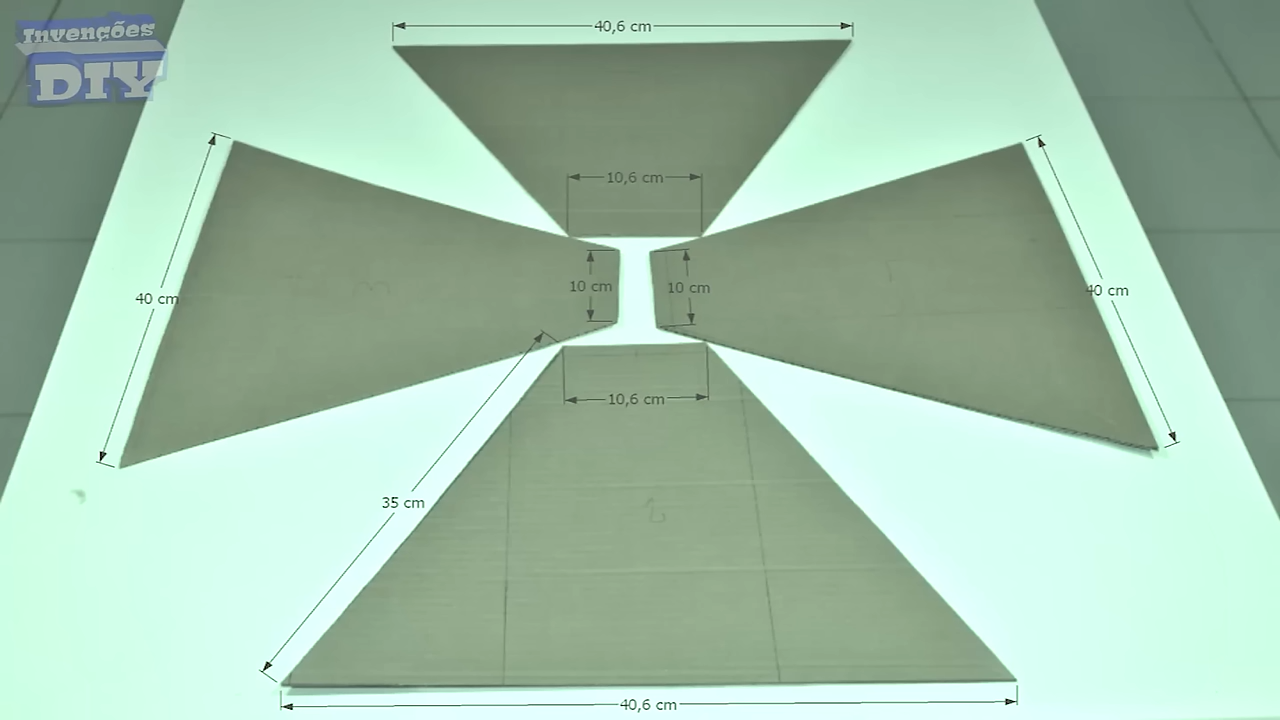 Invenções
DIY
40,6 cm
10,6 cm
40 cm
10 cm
10 cm
40 cm
10,6 cm
35 cm
40,6 cm